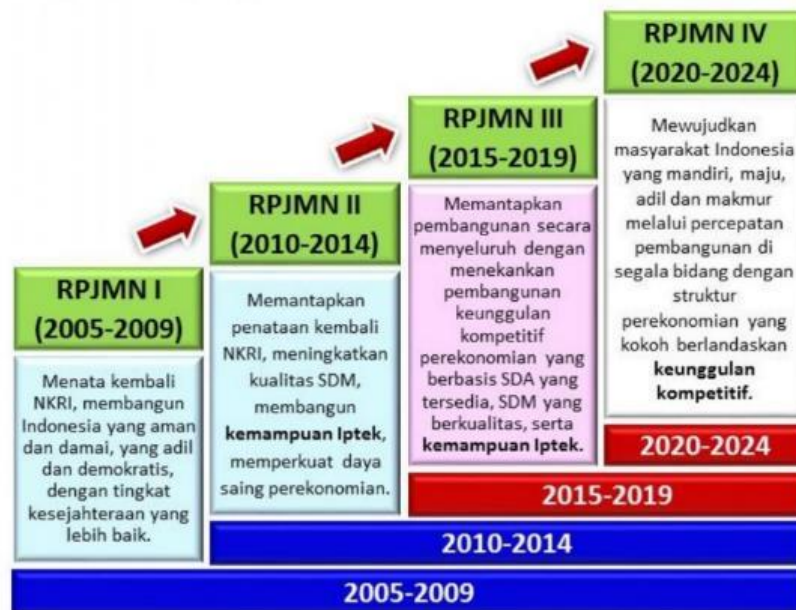 RPJMN I
(2005-2009)
Menata kembali
NKRI, membangun
Indonesia yang aman
dan damai, yang adil
dan demokratis,
dengan tingkat
kesejahteraan yang
lebih baik.
RPJMN II
(2010-2014)
Memantapkan
penataan kembali
NKRI, meningkatkan
kualitas SDM,
membangun
kemampuan Iptek,
memperkuat daya
saing perekonomian.
RPJMN III
(2015-2019)
Memantapkan
pembangunan secara
menyeluruh dengan
menekankan
pembangunan
keunggulan
kompetitif
perekonomian yang
berbasis SDA yang
tersedia, SDM yang
berkualitas, serta
kemampuan Iptek.
RPJMN IV
(2020-2024)
Mewujudkan
masyarakat Indonesia
yang mandiri, maju,
adil dan makmur
melalui percepatan
pembangunan di
segala bidang dengan
struktur
perekonomian yang
kokoh berlandaskan
keunggulan
kompetitif.
2020-2024
2015-2019
2010-2014
2005-2009